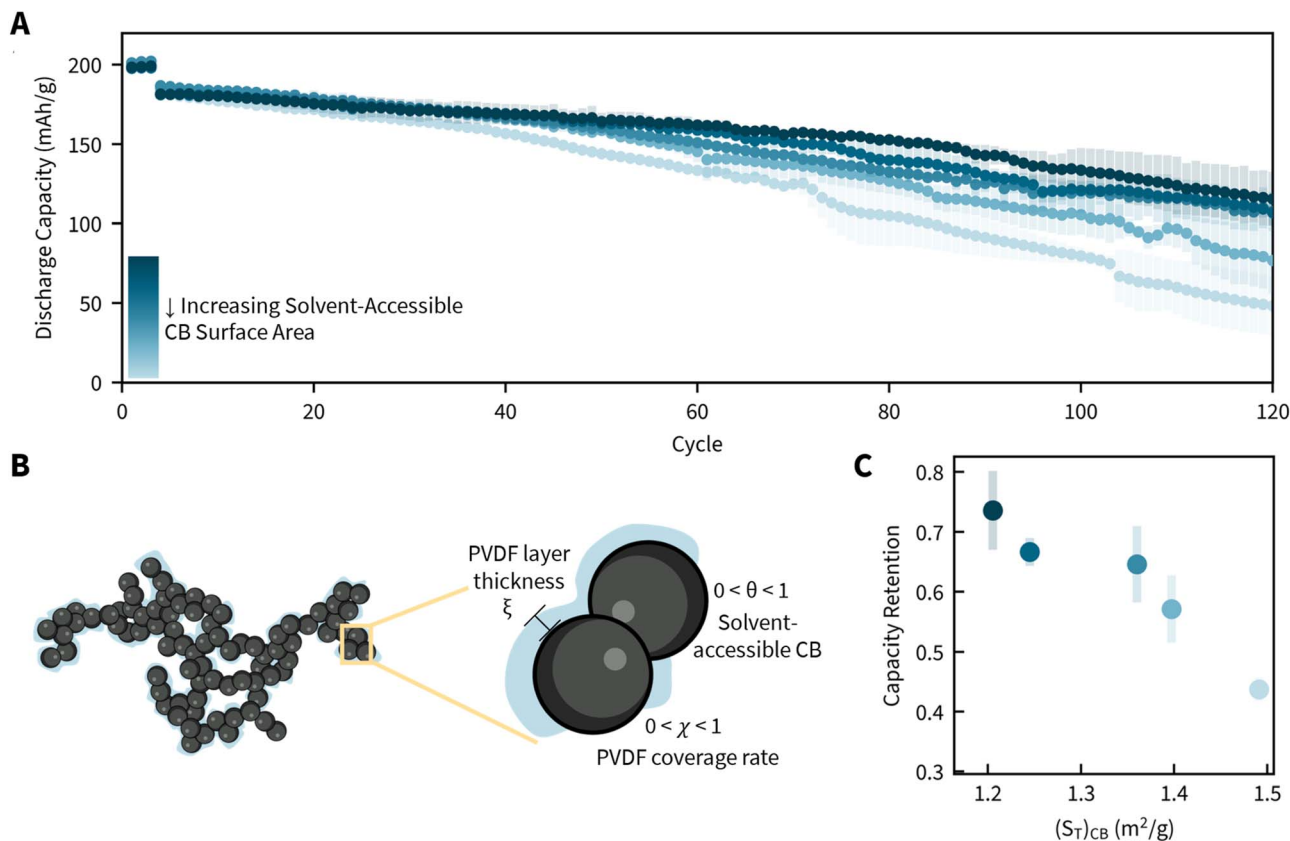 A
Discharge Capacity (mAh/g)
200
150
100
50
0
↓ Increasing Solvent-Accessible
CB Surface Area
0
20
40
60
80
100
120
Cycle
B
PVDF layer
thickness
ξ
0 < θ < 1
Solvent-
accessible CB
0 < χ < 1
PVDF coverage rate
C
Capacity Retention
0.8
0.7
0.6
0.5
0.4
0.3
1.2
1.3
1.4
1.5
(S_T)_CB (m²/g)